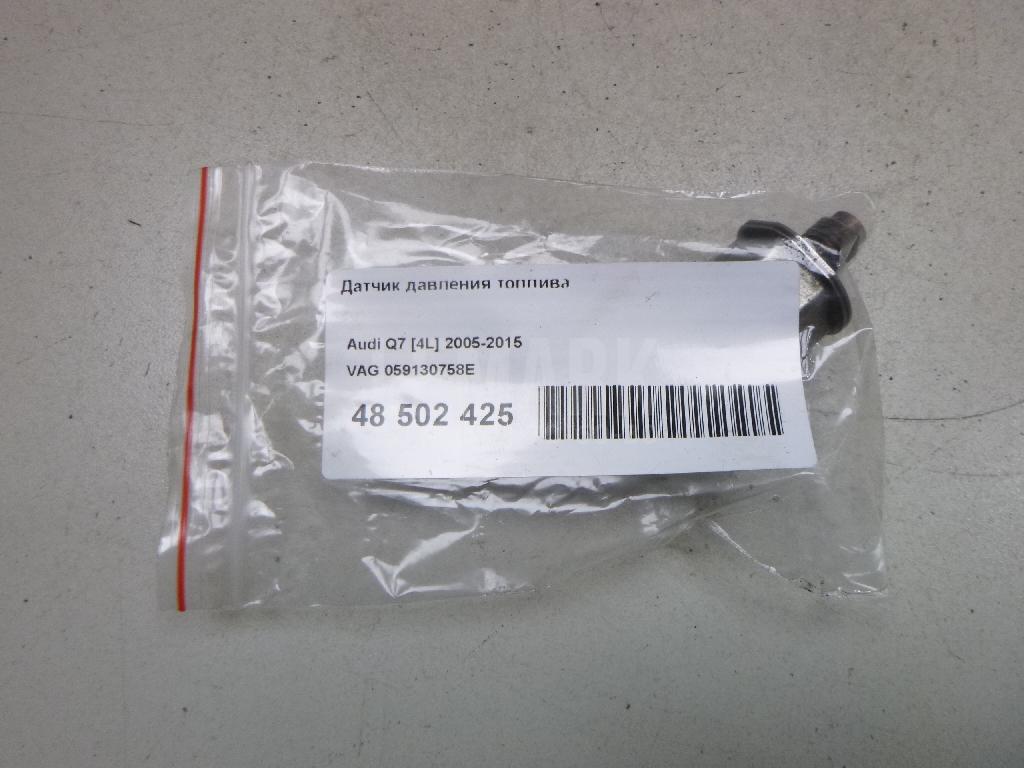 Датчик давления топлива
Audi Q7 [4L] 2005-2015
VAG 059130758E
48 502 425